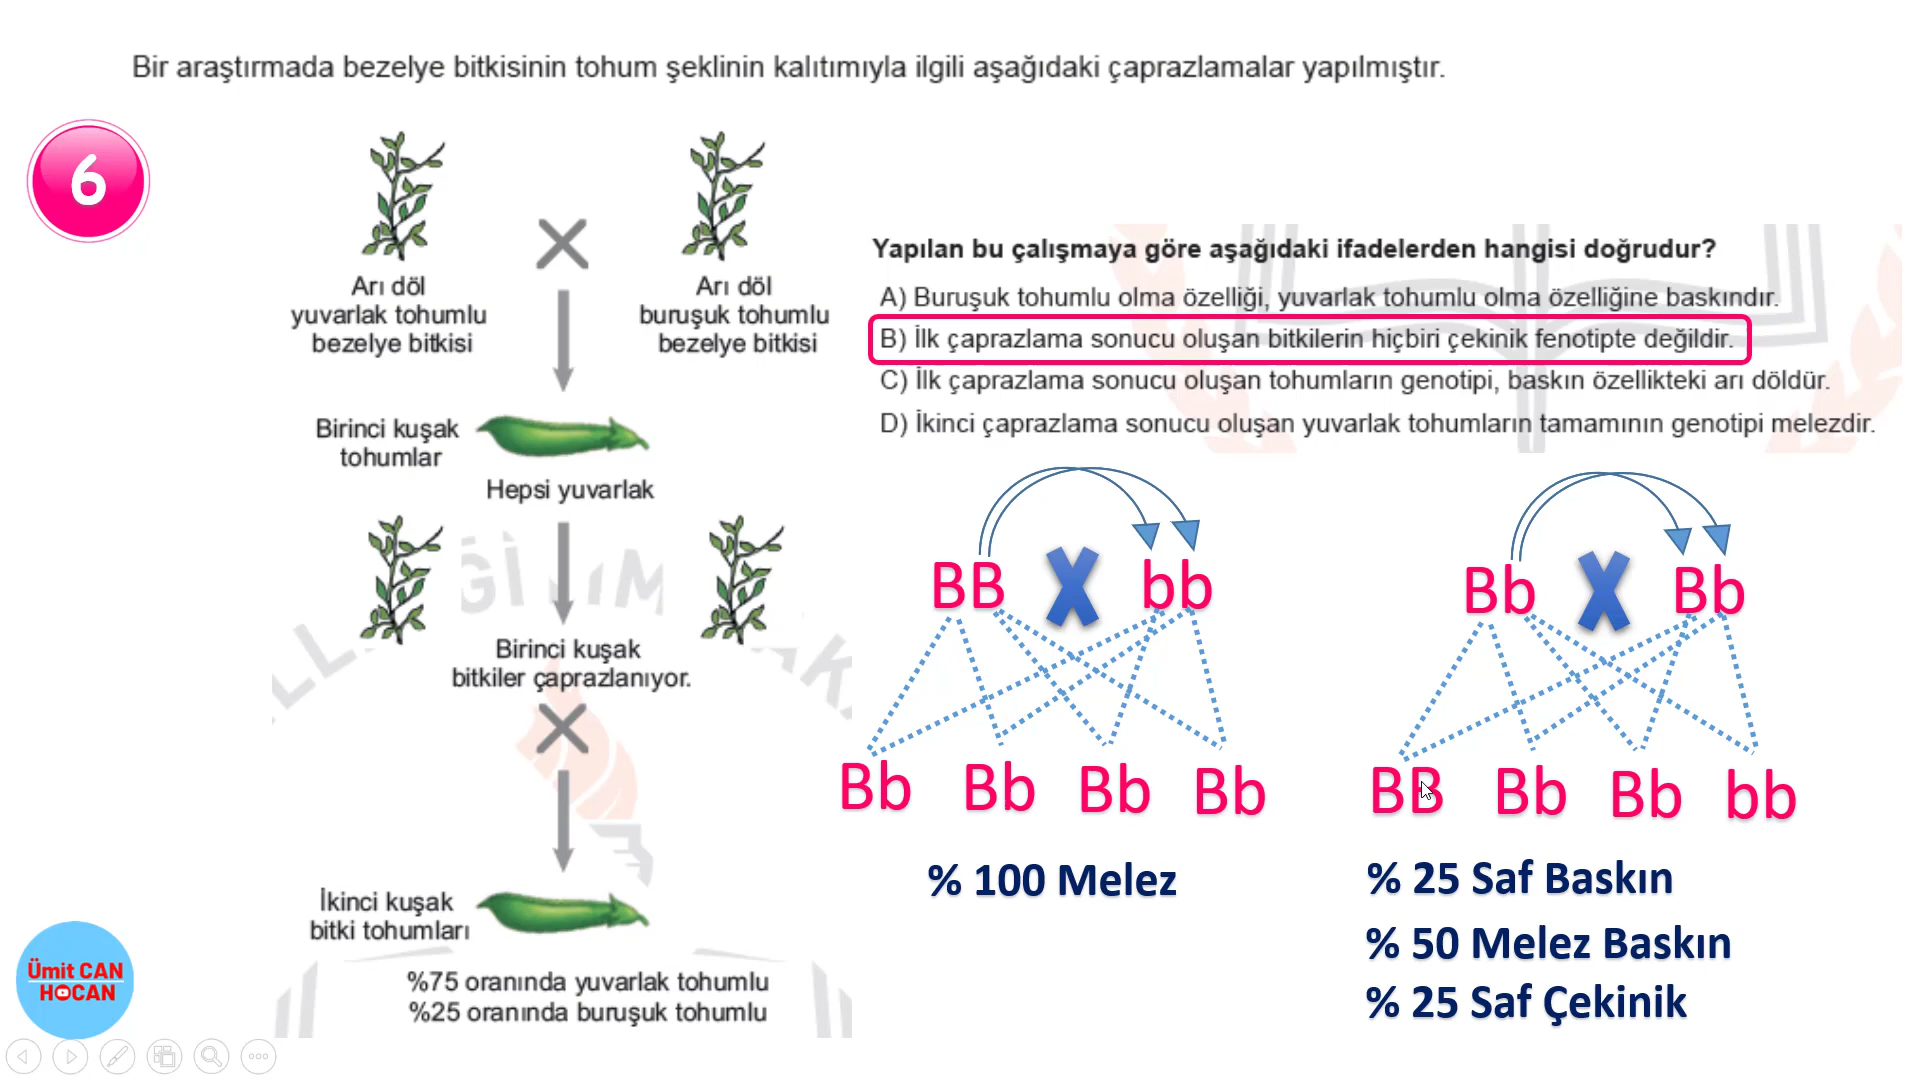 Bir araştırmada bezelye bitkisinin tohum şeklinin kalıtımıyla ilgili aşağıdaki çaprazlamalar yapılmıştır.
6
Arı döl
yuvarlak tohumlu
bezelye bitkisi
Arı döl
buruşuk tohumlu
bezelye bitkisi
Birinci kuşak
tohumlar
Hepsi yuvarlak
Birinci kuşak
bitkiler çaprazlanıyor.
İkinci kuşak
bitki tohumları
%75 oranında yuvarlak tohumlu
%25 oranında buruşuk tohumlu
Yapılan bu çalışmaya göre aşağıdaki ifadelerden hangisi doğrudur?
A) Buruşuk tohumlu olma özelliği, yuvarlak tohumlu olma özelliğine baskındır.
B) İlk çaprazlama sonucu oluşan bitkilerin hiçbiri çekinik fenotipte değildir.
C) İlk çaprazlama sonucu oluşan tohumların genotipi, baskın özellikteki arı döldür.
D) İkinci çaprazlama sonucu oluşan yuvarlak tohumların tamamının genotipi melezdir.
BB X bb
Bb Bb Bb Bb
% 100 Melez
Bb X Bb
BB Bb Bb bb
% 25 Saf Baskın
% 50 Melez Baskın
% 25 Saf Çekinik
Ümit CAN
HOCAN